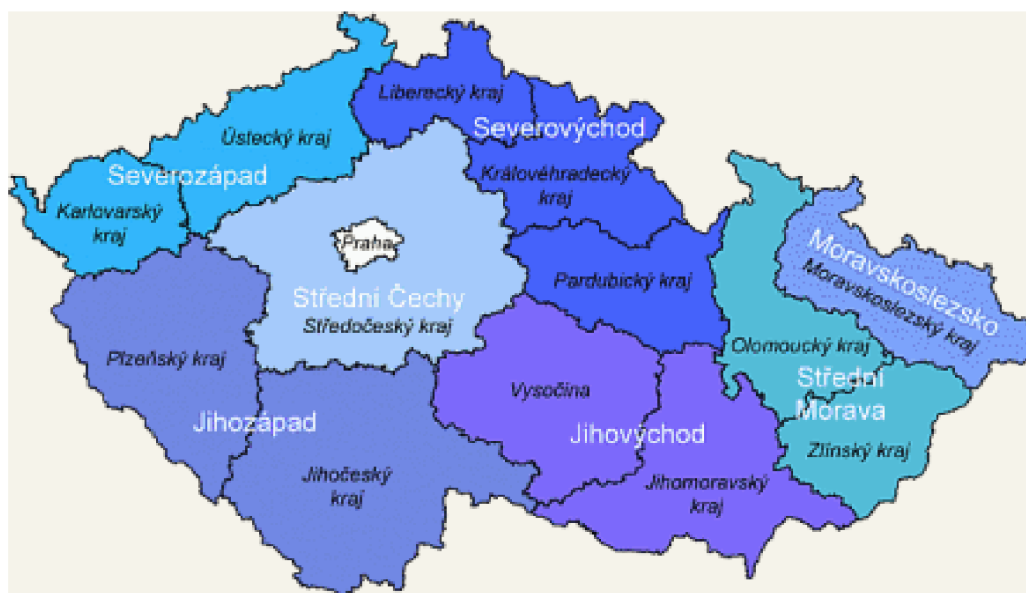 Liberecký kraj
Severovýchod
Ústecký kraj
Severozápad
Královéhradecký
kraj
Karlovarský
kraj
Praha
Moravskoslezsko
Moravskoslezský kraj
Pardubický kraj
Střední Čechy
Středočeský kraj
Olomoucký kraj
Plzeňský kraj
Vysočina
Střední
Morava
Jihozápad
Jihovýchod
Zlínský kraj
Jihočeský
kraj
Jihomoravský
kraj